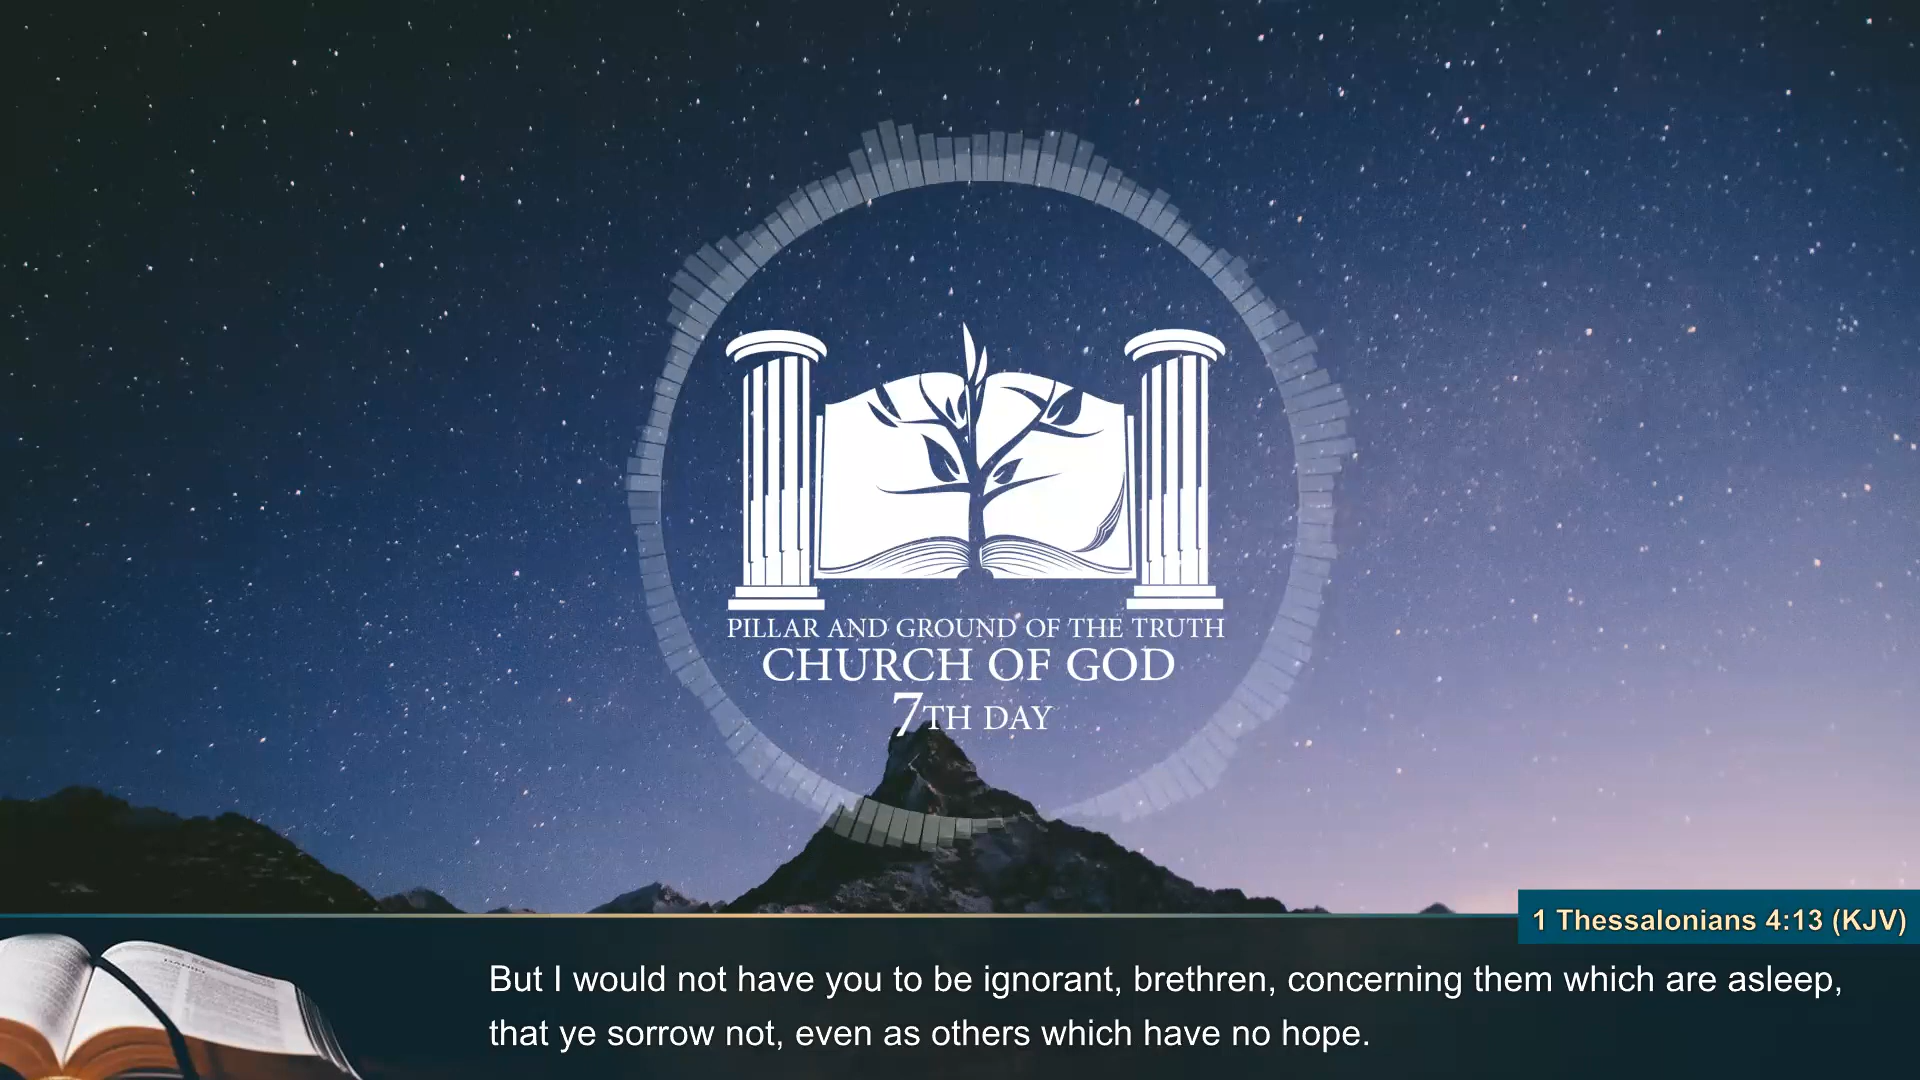 PILLAR AND GROUND OF THE TRUTH
CHURCH OF GOD
7TH DAY
1 Thessalonians 4:13 (KJV)
But I would not have you to be ignorant, brethren, concerning them which are asleep,
that ye sorrow not, even as others which have no hope.
DANIEL